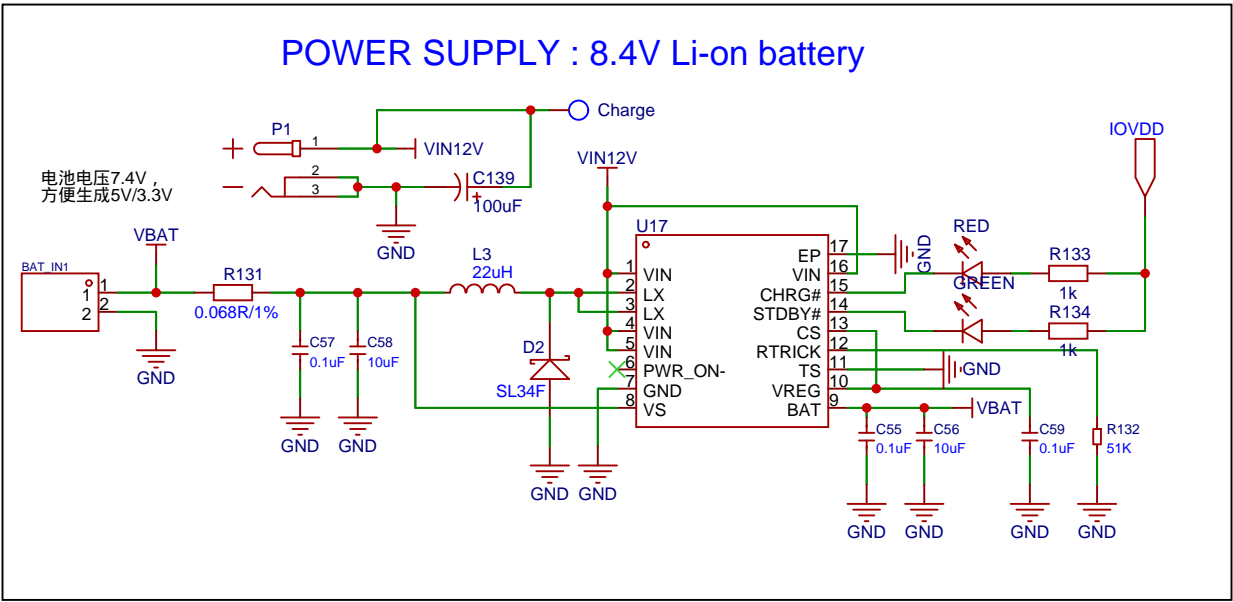 POWER SUPPLY : 8.4V Li-on battery
Charge
P1
1
VIN12V
2
3
C139
100uF
GND
电池电压7.4V，
方便生成5V/3.3V
VBAT
BAT_IN1
1
1
2
2
GND
R131
0.068R/1%
C57
0.1uF
GND
C58
10uF
GND
L3
22uH
D2
SL34F
GND
GND
VIN12V
U17
1 VIN
2 LX
3 LX
4 VIN
5 VIN
6 PWR_ON-
7 GND
8 VS
EP 17
VIN 16
CHRG# 15
STDBY# 14
CS 13
RTRICK 12
TS 11
VREG 10
BAT 9
GND
GND
VBAT
IOVDD
RED
GREEN
R133
1k
R134
1k
C55
0.1uF
GND
C56
10uF
GND
C59
0.1uF
GND
R132
51K
GND